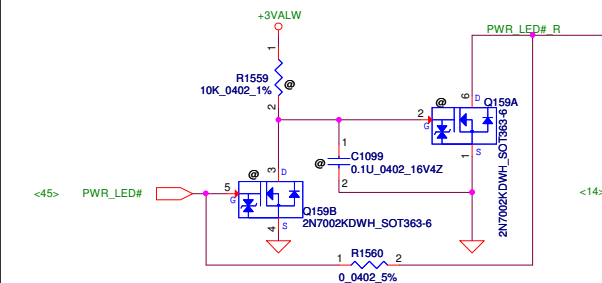 +3VALW
PWR_LED#_R
1
R1559
10K_0402_1%
@
2
@
6
D
Q159A
2
G
1
S
2N7002KDWH_SOT363-6
1
C1099
@
0.1U_0402_16V4Z
2
@
3
D
<45>
PWR_LED#
5
G
Q159B
2N7002KDWH_SOT363-6
4
S
<14>
R1560
1
2
0_0402_5%